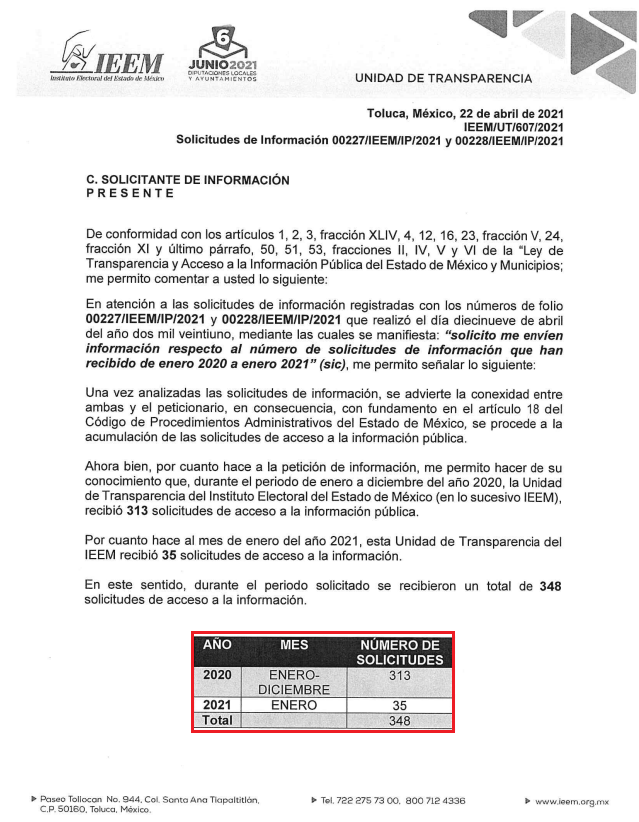 IEEM
Instituto Electoral del Estado de México
6
JUNIO2021
DIPUTACIONES LOCALES
Y AYUNTAMIENTOS
UNIDAD DE TRANSPARENCIA
Toluca, México, 22 de abril de 2021
IEEM/UT/607/2021
Solicitudes de Información 00227/IEEM/IP/2021 y 00228/IEEM/IP/2021
C. SOLICITANTE DE INFORMACIÓN
P R E S E N T E
De conformidad con los artículos 1, 2, 3, fracción XLIV, 4, 12, 16, 23, fracción V, 24,
fracción XI y último párrafo, 50, 51, 53, fracciones II, IV, V y VI de la "Ley de
Transparencia y Acceso a la Información Pública del Estado de México y Municipios;
me permito comentar a usted lo siguiente:
En atención a las solicitudes de información registradas con los números de folio
00227/IEEM/IP/2021 y 00228/IEEM/IP/2021 que realizó el día diecinueve de abril
del año dos mil veintiuno, mediante las cuales se manifiesta: "solicito me envíen
información respecto al número de solicitudes de información que han
recibido de enero 2020 a enero 2021" (sic), me permito señalar lo siguiente:
Una vez analizadas las solicitudes de información, se advierte la conexidad entre
ambas y el peticionario, en consecuencia, con fundamento en el artículo 18 del
Código de Procedimientos Administrativos del Estado de México, se procede a la
acumulación de las solicitudes de acceso a la información pública.
Ahora bien, por cuanto hace a la petición de información, me permito hacer de su
conocimiento que, durante el periodo de enero a diciembre del año 2020, la Unidad
de Transparencia del Instituto Electoral del Estado de México (en lo sucesivo IEEM),
recibió 313 solicitudes de acceso a la información pública.
Por cuanto hace al mes de enero del año 2021, esta Unidad de Transparencia del
IEEM recibió 35 solicitudes de acceso a la información.
En este sentido, durante el periodo solicitado se recibieron un total de 348
solicitudes de acceso a la información.
AÑO MES NÚMERO DE
SOLICITUDES
2020 ENERO- 313
DICIEMBRE
2021 ENERO 35
Total 348
Paseo Tollocan No. 944, Col. Santa Ana Tlapaltitlán,
C.P. 50160, Toluca, México.
Tel. 722 275 73 00, 800 712 4336
www.ieem.org.mx